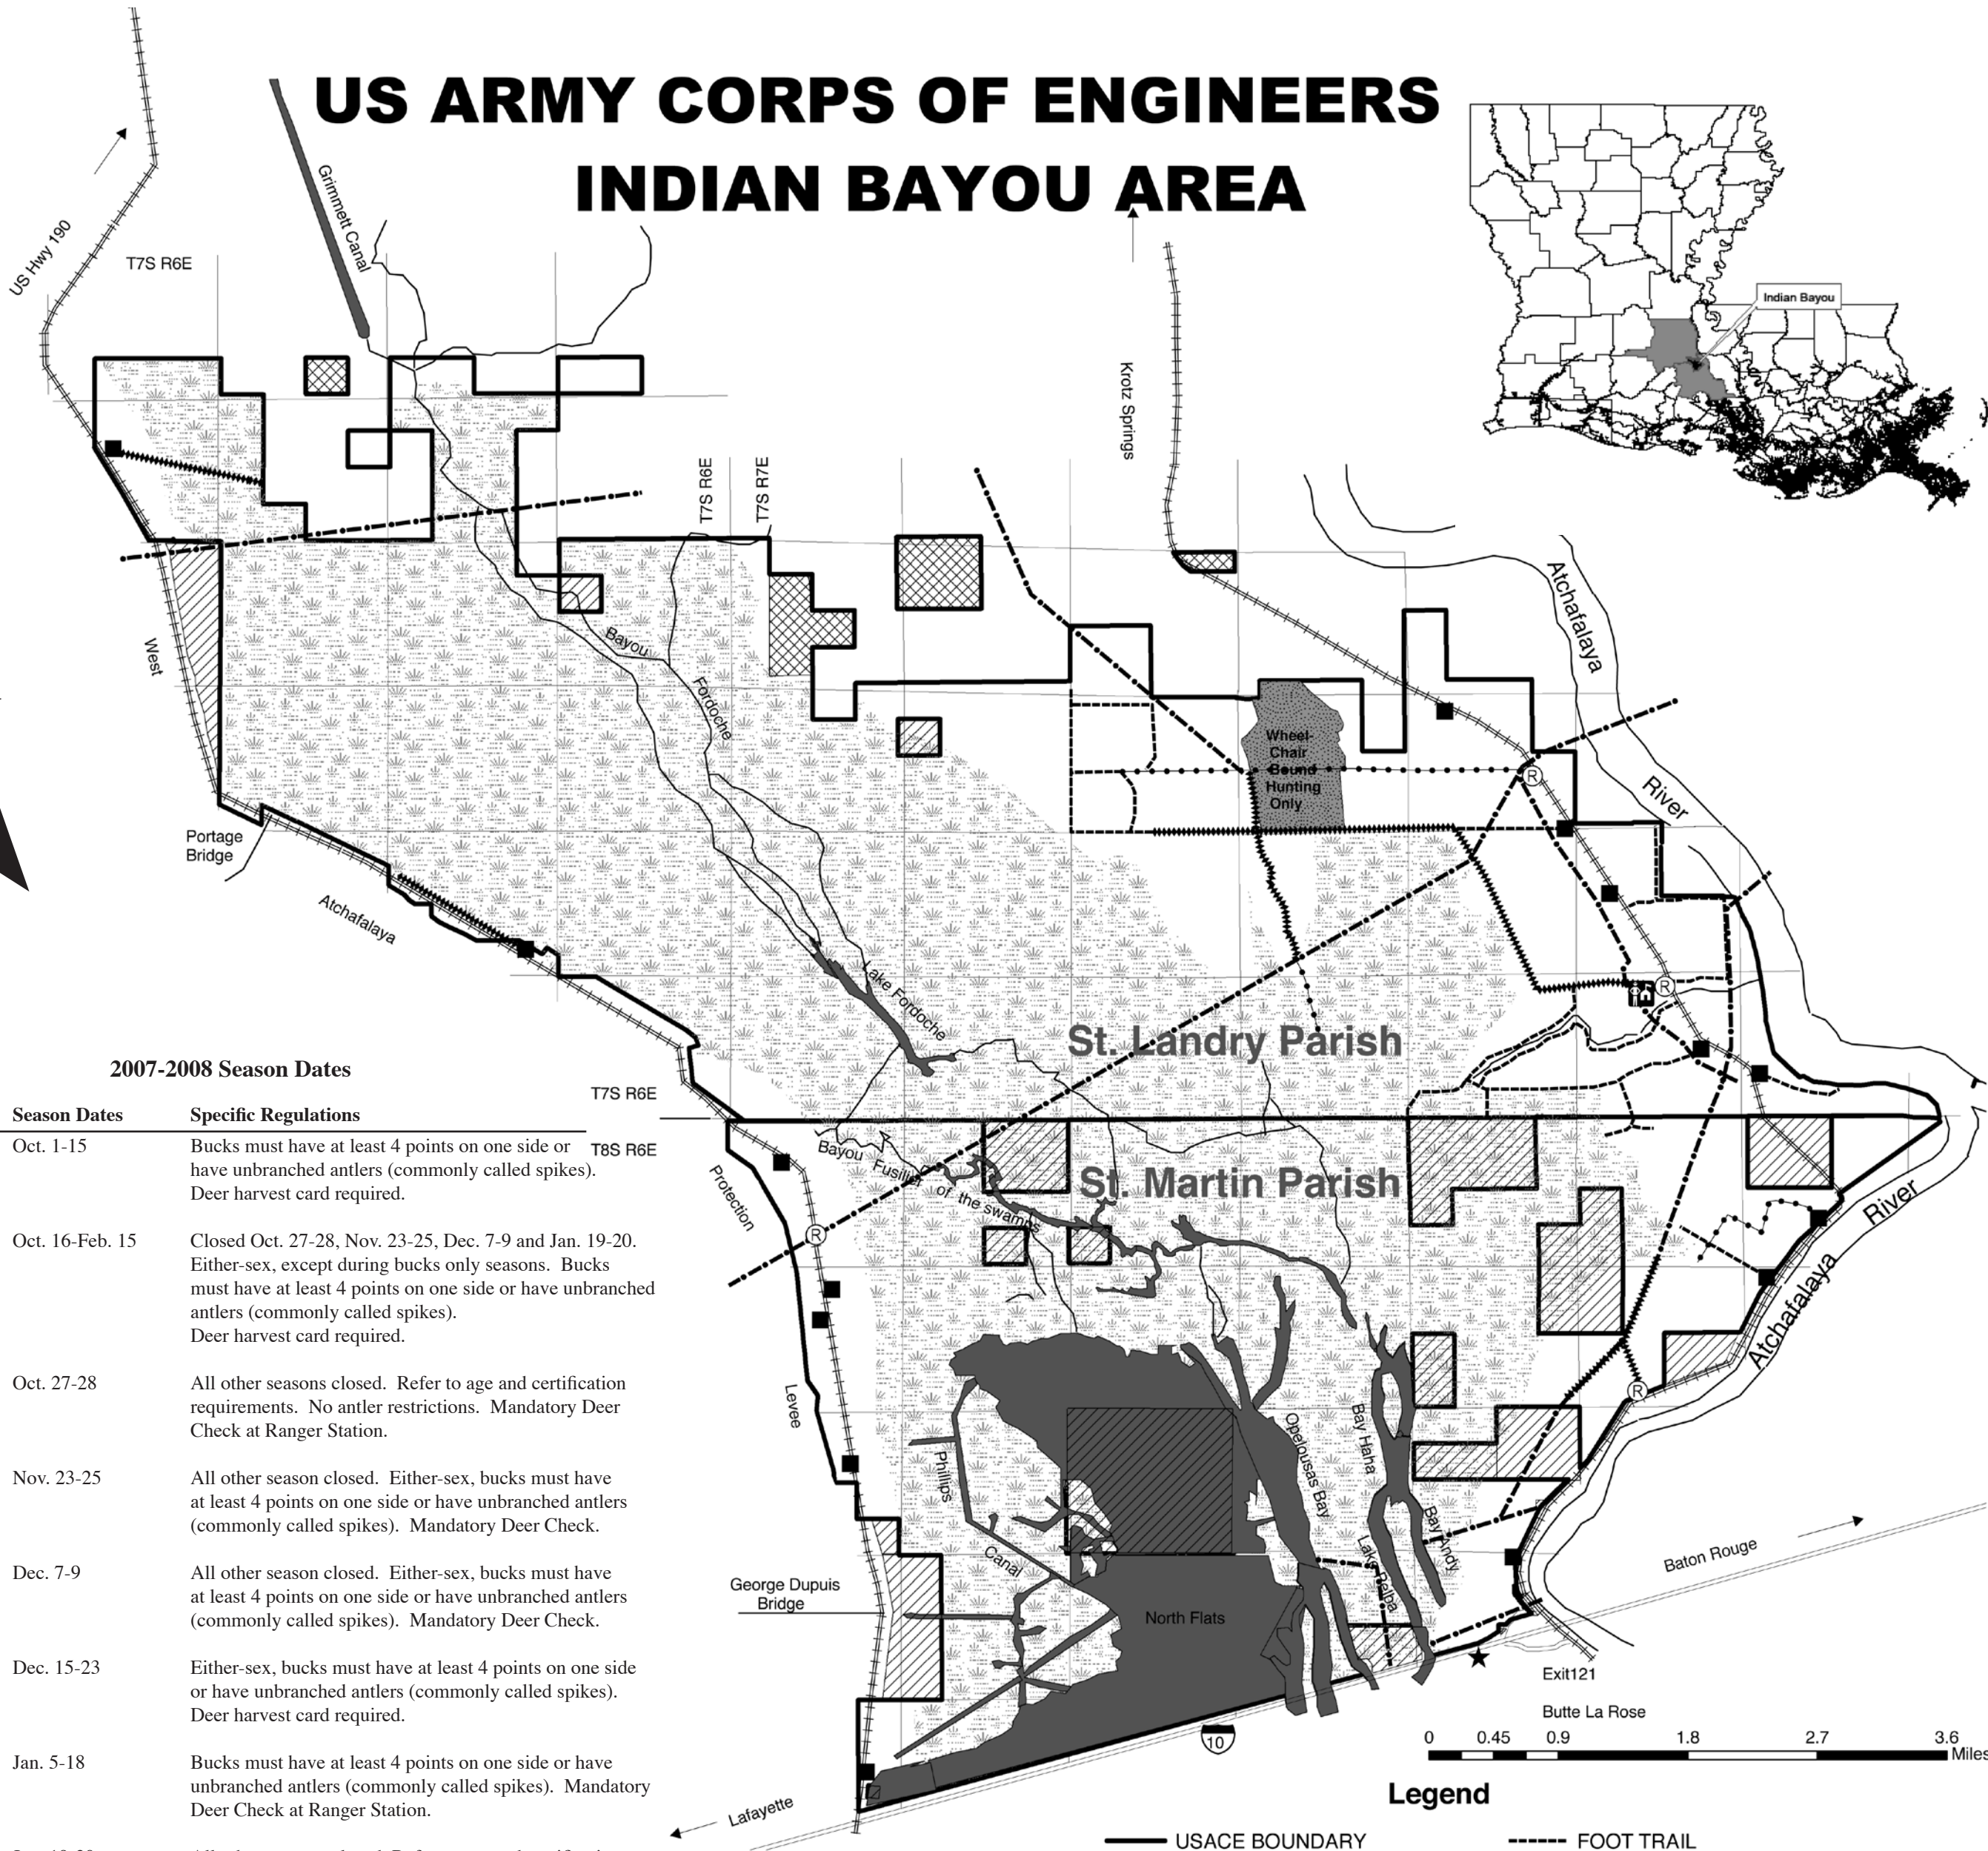 US ARMY CORPS OF ENGINEERS
INDIAN BAYOU AREA
US Hwy 190
T7S R6E
Grimmett Canal
Krotz Springs
Indian Bayou
T7S R6E
T7S R7E
Atchafalaya
River
West
Bayou
Fordoche
Wheel-
Chair
Bound
Hunting
Only
R
Portage
Bridge
Atchafalaya
Lake Fordoche
R
St. Landry Parish
T7S R6E
T8S R6E
Bayou Fusilier of the swamps
St. Martin Parish
Protection
R
River
Atchafalaya
Levee
R
Phillips
Canal
Opelousas Bay
Bay Haha
Bay Andy
Lake Pelba
George Dupuis
Bridge
North Flats
Baton Rouge
Exit121
Butte La Rose
10
Lafayette
0 0.45 0.9 1.8 2.7 3.6
Miles
Legend
USACE BOUNDARY
FOOT TRAIL
2007-2008 Season Dates
Season Dates Specific Regulations
Oct. 1-15 Bucks must have at least 4 points on one side or
have unbranched antlers (commonly called spikes).
Deer harvest card required.
Oct. 16-Feb. 15 Closed Oct. 27-28, Nov. 23-25, Dec. 7-9 and Jan. 19-20.
Either-sex, except during bucks only seasons. Bucks
must have at least 4 points on one side or have unbranched
antlers (commonly called spikes).
Deer harvest card required.
Oct. 27-28 All other seasons closed. Refer to age and certification
requirements. No antler restrictions. Mandatory Deer
Check at Ranger Station.
Nov. 23-25 All other season closed. Either-sex, bucks must have
at least 4 points on one side or have unbranched antlers
(commonly called spikes). Mandatory Deer Check.
Dec. 7-9 All other season closed. Either-sex, bucks must have
at least 4 points on one side or have unbranched antlers
(commonly called spikes). Mandatory Deer Check.
Dec. 15-23 Either-sex, bucks must have at least 4 points on one side
or have unbranched antlers (commonly called spikes).
Deer harvest card required.
Jan. 5-18 Bucks must have at least 4 points on one side or have
unbranched antlers (commonly called spikes). Mandatory
Deer Check at Ranger Station.